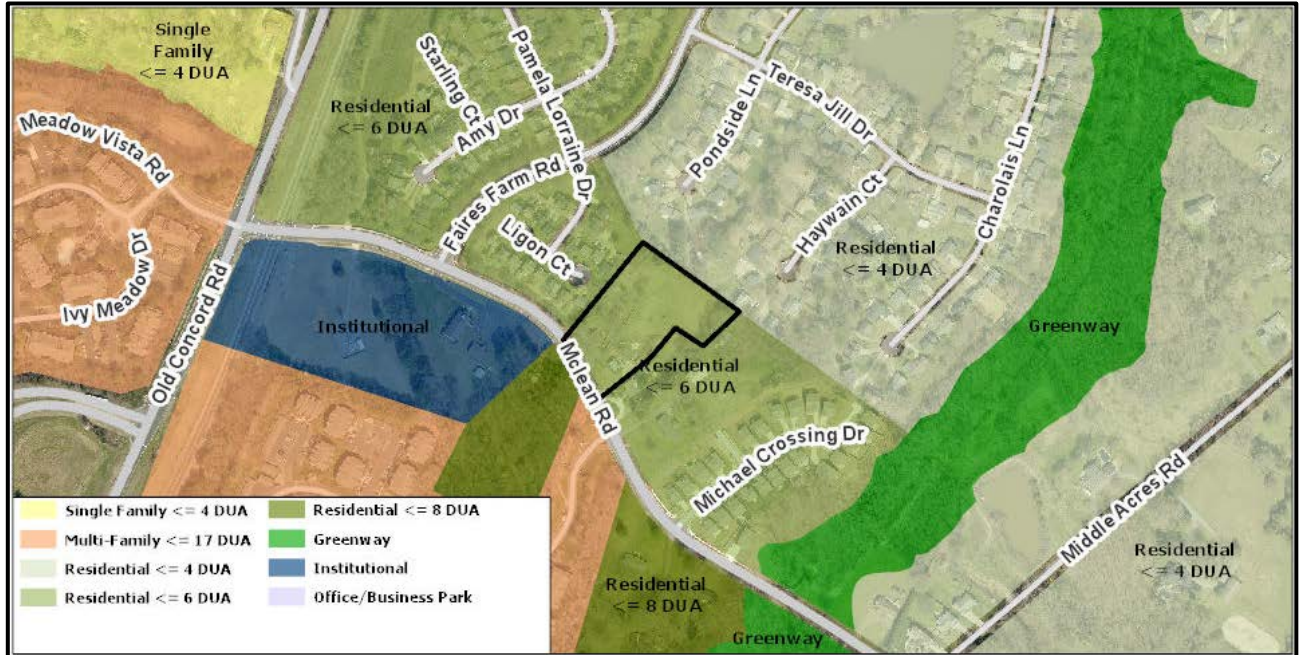 Single
Family
<= 4 DUA
Meadow Vista Rd
Ivy Meadow Dr
Old Concord Rd
Residential
<= 6 DUA
Starling Ct
Amy Dr
Pamela Lorraine Dr
Faires Farm Rd
Ligon Ct
Pondside Ln
Teresa Jill Dr
Haywain Ct
Charolais Ln
Residential
<= 4 DUA
Institutional
Mclean Rd
Residential
<= 6 DUA
Greenway
Michael Crossing Dr
Middle Acres Rd
Residential
<= 4 DUA
Residential
<= 8 DUA
Greenway
Single Family <= 4 DUA
Multi-Family <= 17 DUA
Residential <= 4 DUA
Residential <= 6 DUA
Residential <= 8 DUA
Greenway
Institutional
Office/Business Park